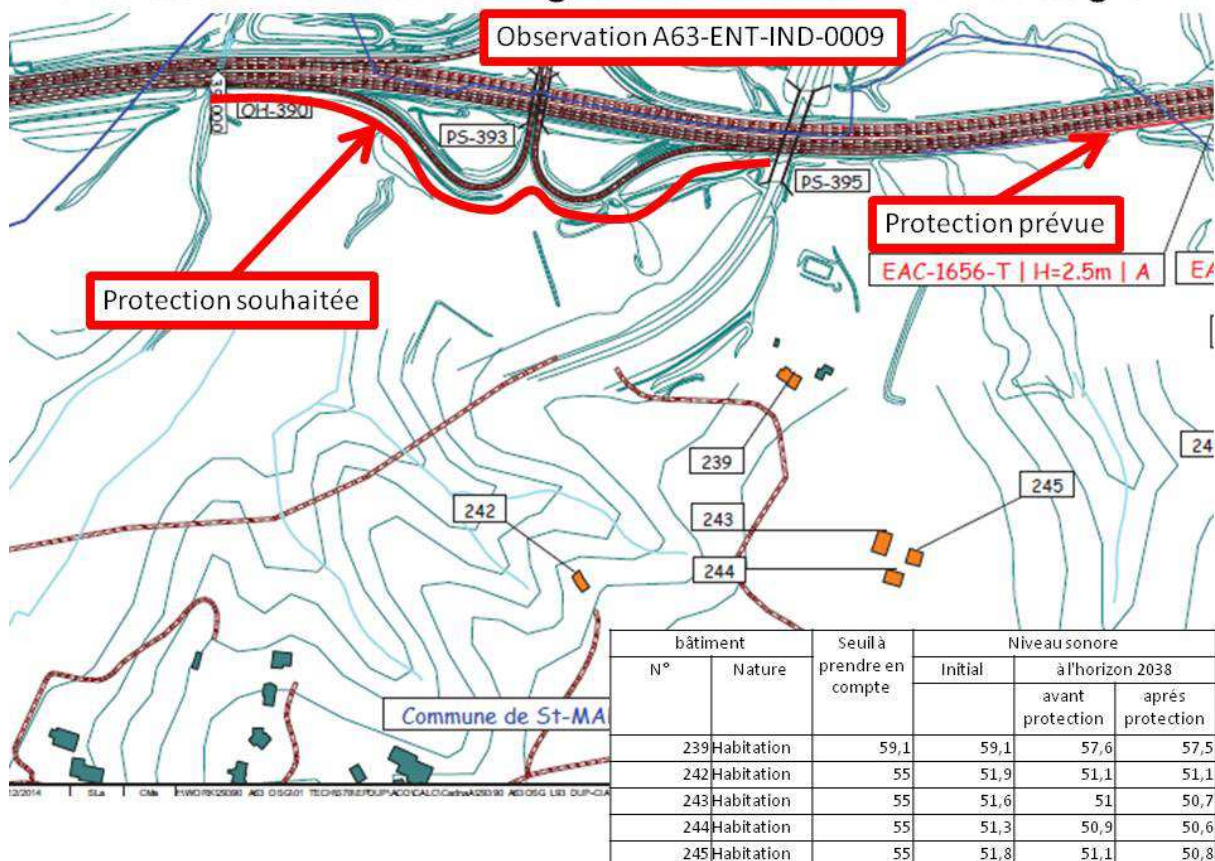 Observation A63-ENT-IND-0009
OH-390
PS-393
PS-395
Protection prévue
EAC-1656-T | H=2.5m | A
EA
Protection souhaitée
239
24
242
243
245
244
Commune de St-MA
bâtiment Seuil à prendre en compte Niveau sonore
N° Nature Initial à l'horizon 2038
avant protection aprés protection
239 Habitation 59,1 59,1 57,6 57,5
242 Habitation 55 51,9 51,1 51,1
243 Habitation 55 51,6 51 50,7
244 Habitation 55 51,3 50,9 50,6
245 Habitation 55 51,8 51,1 50,8